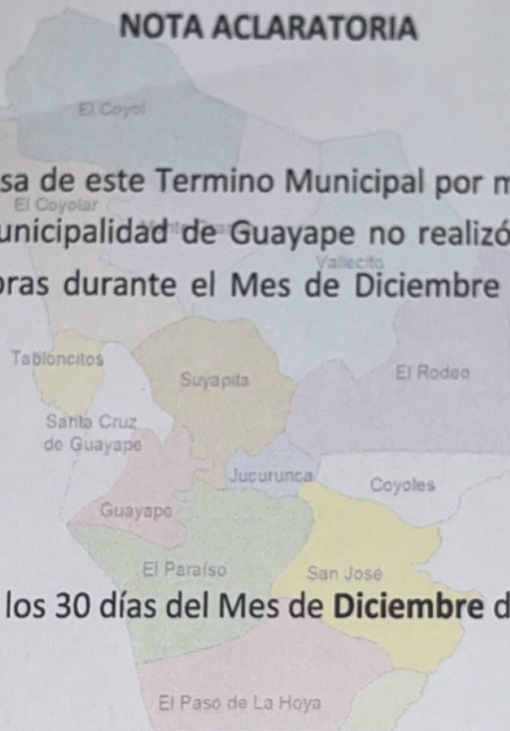 NOTA ACLARATORIA
El Coyol
sa de este Termino Municipal por m
El Coyolar
unicipalidad de Guayape no realizó
Vallecito
oras durante el Mes de Diciembre
Tabloncitos
Suyapita
El Rodeo
Santa Cruz
de Guayape
Jucurunca
Coyoles
Guayape
El Paraíso
San José
los 30 días del Mes de Diciembre d
El Paso de La Hoya